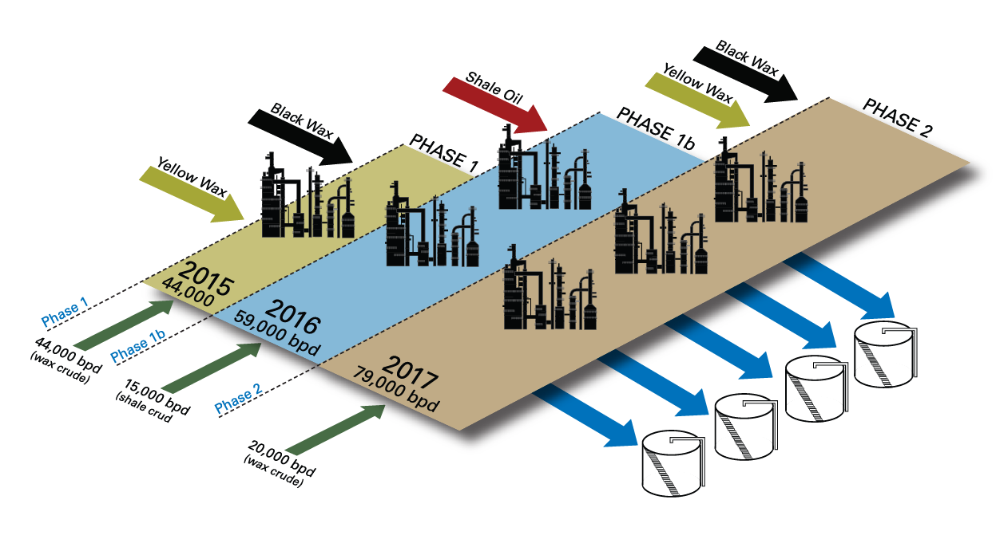 Black Wax
Yellow Wax
Shale Oil
Black Wax
Yellow Wax
PHASE 1
PHASE 1b
PHASE 2
2015
44,000
2016
59,000 bpd
2017
79,000 bpd
Phase 1
44,000 bpd
(wax crude)
Phase 1b
15,000 bpd
(shale crud
Phase 2
20,000 bpd
(wax crude)